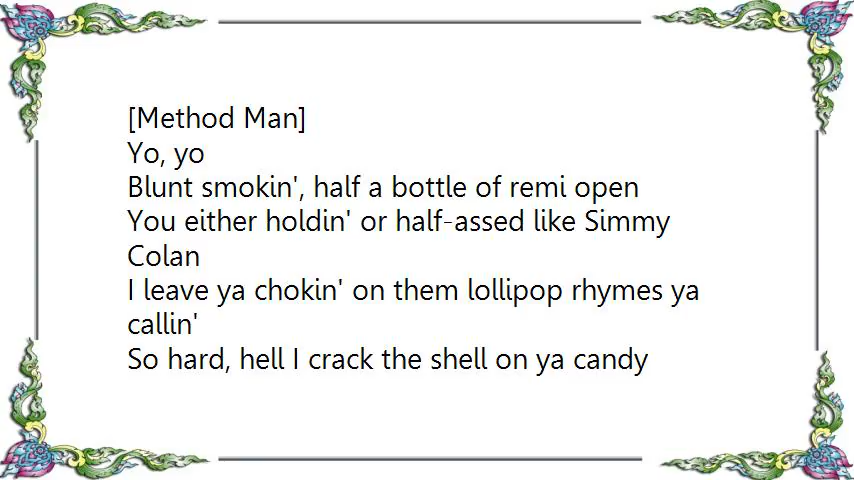 [Method Man]
Yo, yo
Blunt smokin', half a bottle of remi open
You either holdin' or half-assed like Simmy
Colan
I leave ya chokin' on them lollipop rhymes ya
callin'
So hard, hell I crack the shell on ya candy